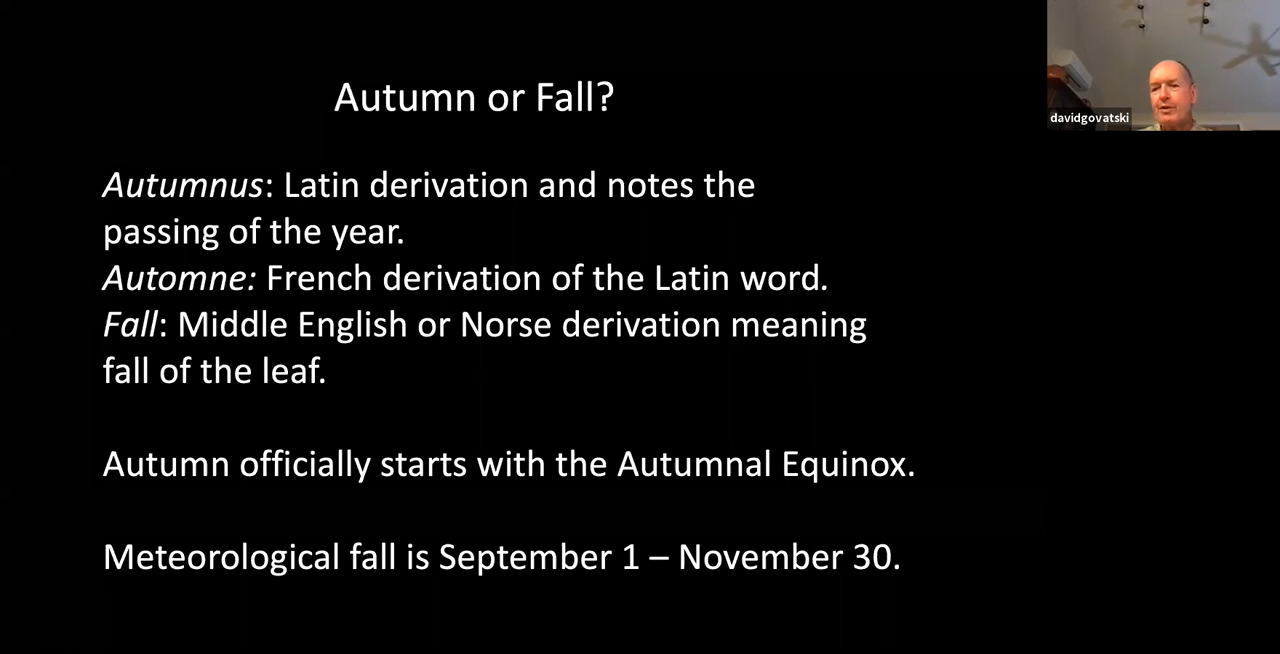 Autumn or Fall?
davidgovatski
Autumnus: Latin derivation and notes the
passing of the year.
Automne: French derivation of the Latin word.
Fall: Middle English or Norse derivation meaning
fall of the leaf.
Autumn officially starts with the Autumnal Equinox.
Meteorological fall is September 1 – November 30.